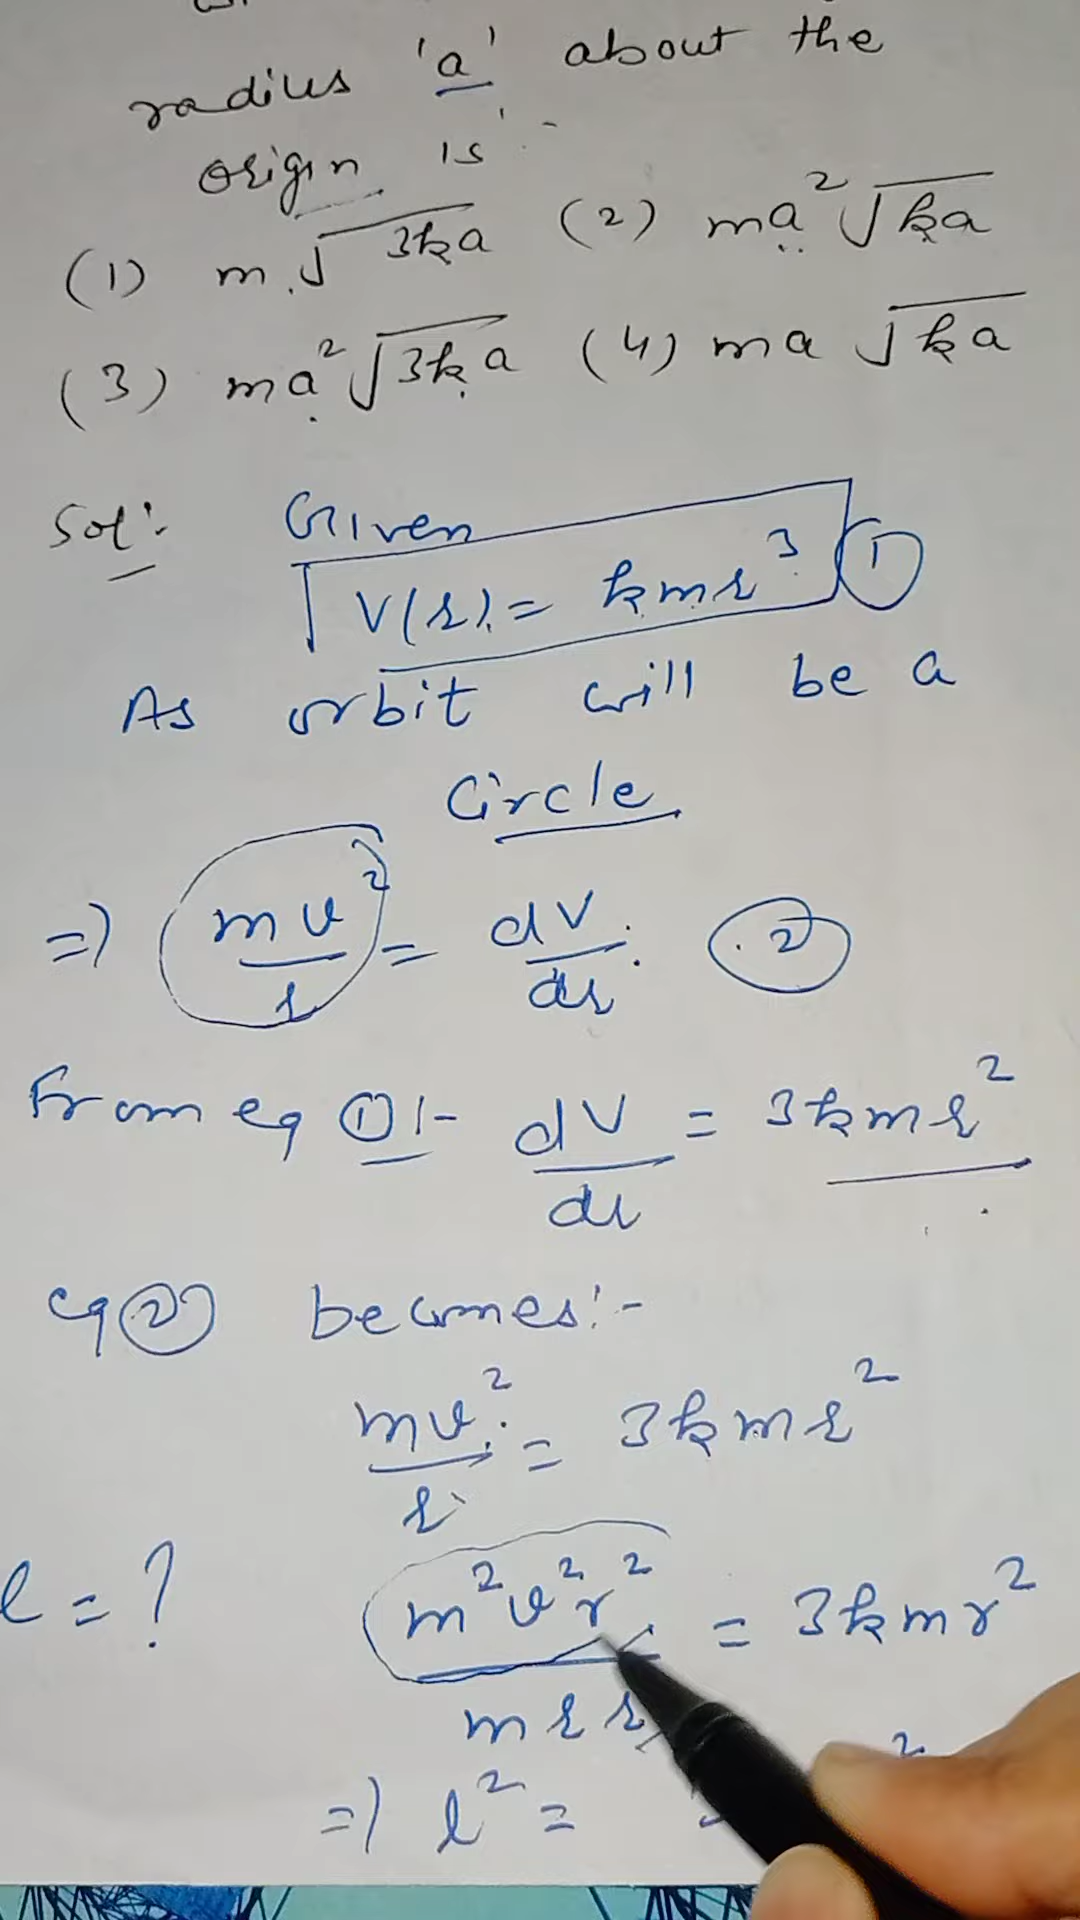 radius 'a' about the
origin is :-
(1) m√3ka (2) ma²√ka
(3) ma²√3ka (4) ma √ka
Sol:- Given
V(r) = kmr³ ①
As orbit will be a
Circle
=) mv²/r = dV/dr. ②
From eq ① :- dV/dr = 3kmr²
eq ② becomes :-
mv²/r = 3kmr²
l = ? m²v²r²/mrr = 3kmr²
=) l² =